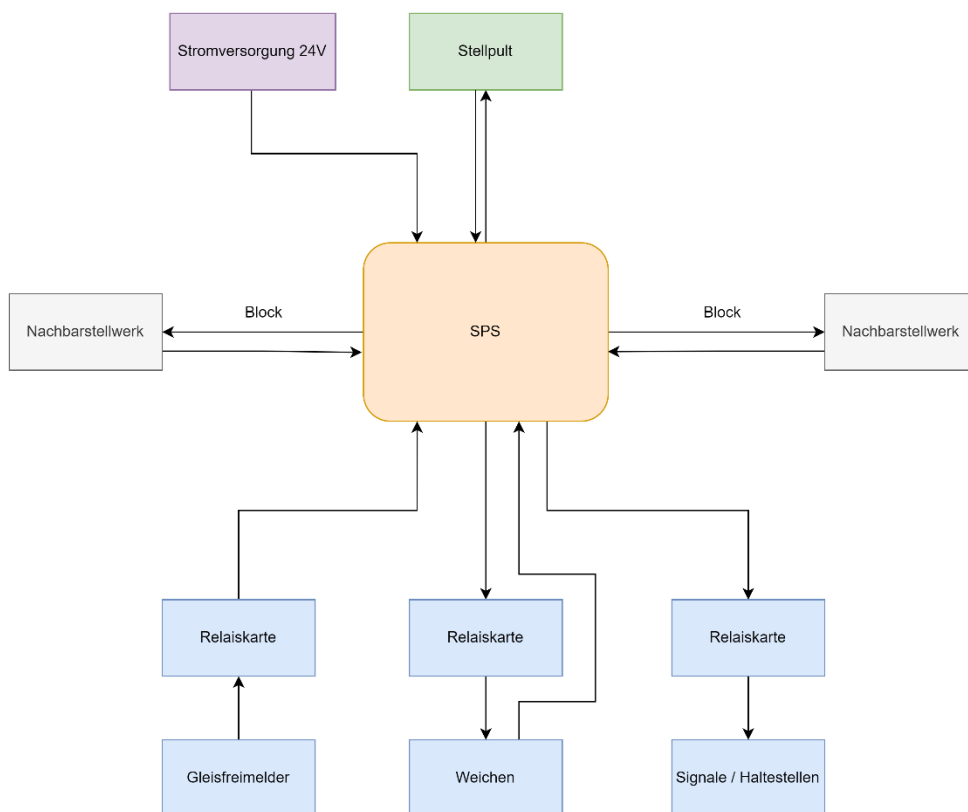 Stromversorgung 24V
Stellpult
Nachbarstellwerk
Block
SPS
Block
Nachbarstellwerk
Relaiskarte
Relaiskarte
Relaiskarte
Gleisfreimelder
Weichen
Signale / Haltestellen